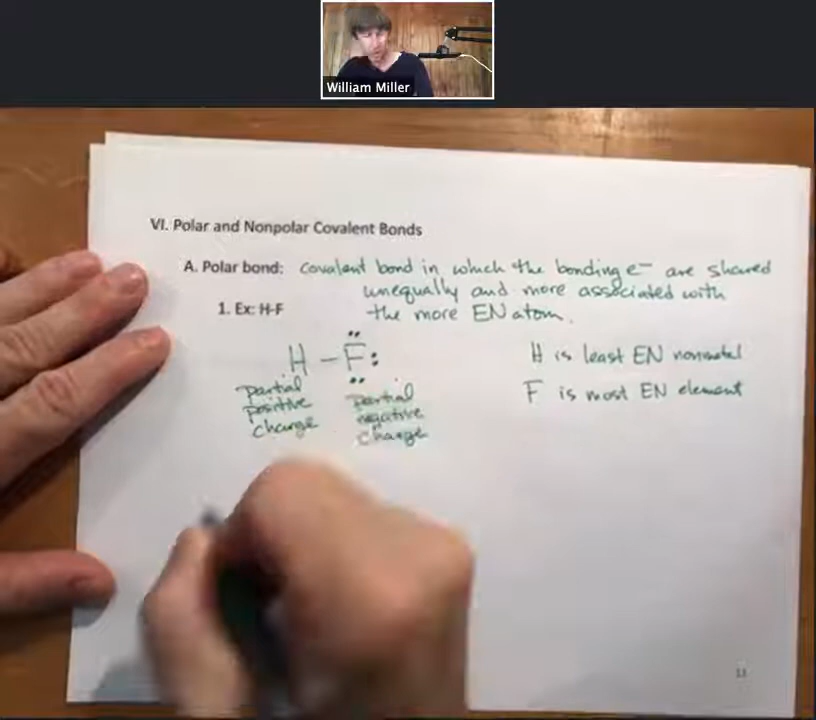 William Miller
VI. Polar and Nonpolar Covalent Bonds
A. Polar bond: covalent bond in which the bonding e⁻ are shared
unequally and more associated with
1. Ex: H-F
the more EN atom.
H – F:
H is least EN nonmetal
F is most EN element
partial
positive
charge
partial
negative
charge
11